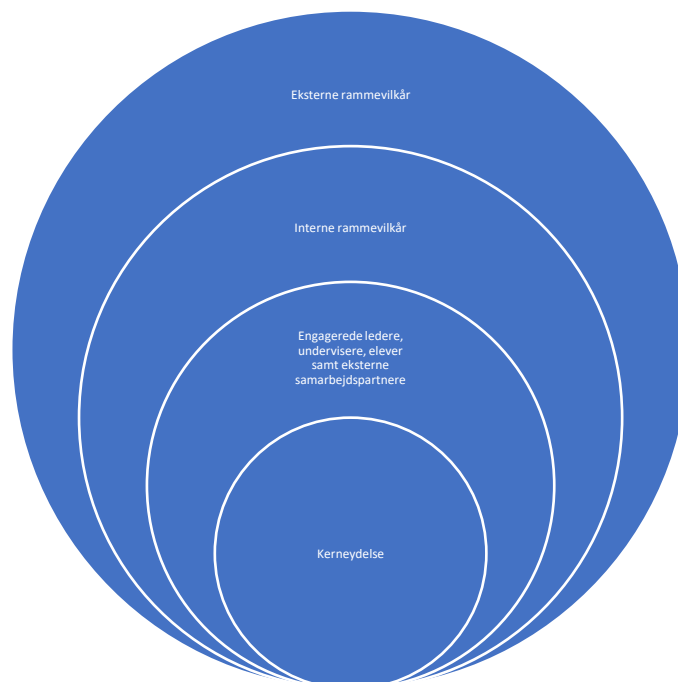 Eksterne rammevilkår
Interne rammevilkår
Engagerede ledere,
undervisere, elever
samt eksterne
samarbejdspartnere
Kerneydelse